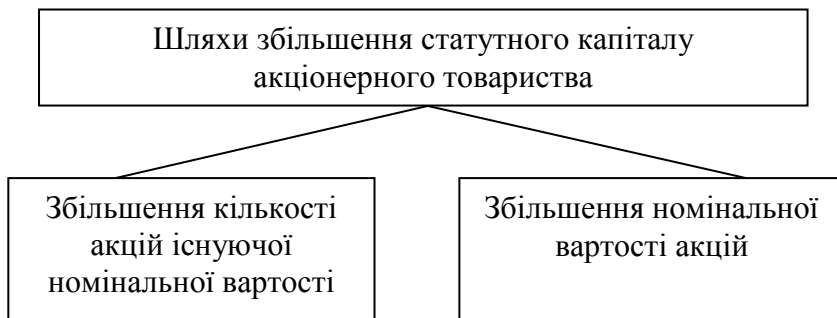 Шляхи збільшення статутного капіталу
акціонерного товариства
Збільшення кількості
акцій існуючої
номінальної вартості
Збільшення номінальної
вартості акцій